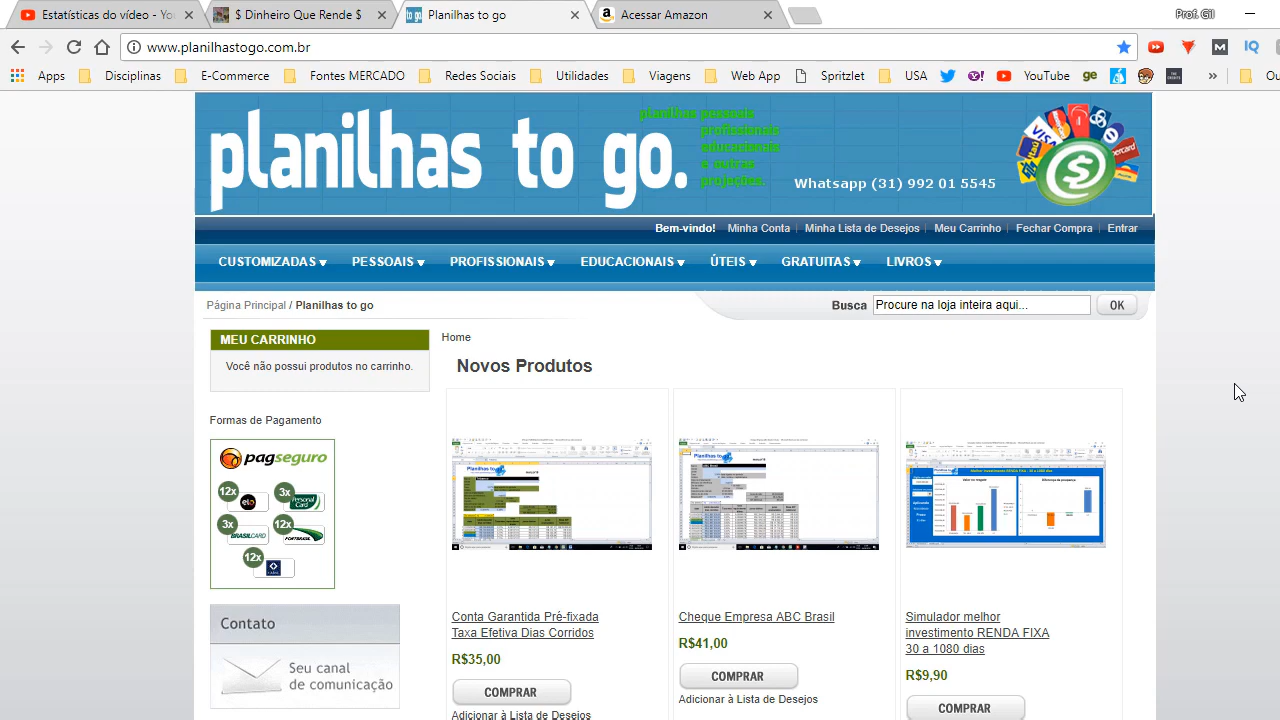 Estatísticas do vídeo - Yo
$ Dinheiro Que Rende $
Planilhas to go
Acessar Amazon
Prof. Gil
www.planilhastogo.com.br
Apps
Disciplinas
E-Commerce
Fontes MERCADO
Redes Sociais
Utilidades
Viagens
Web App
Spritzlet
USA
YouTube
ge
»
planilhas to go.
planilhas pessoais
profissionais
educacionais
e outras
projeções.
Whatsapp (31) 992 01 5545
VISA
Bem-vindo! Minha Conta Minha Lista de Desejos Meu Carrinho Fechar Compra Entrar
CUSTOMIZADAS PESSOAIS PROFISSIONAIS EDUCACIONAIS ÚTEIS GRATUITAS LIVROS
Página Principal / Planilhas to go
Busca Procure na loja inteira aqui... OK
MEU CARRINHO
Você não possui produtos no carrinho.
Formas de Pagamento
pagseguro
12x elo 3x Personal Card
3x BRASILCARD 12x FORTBRASIL
12x
Contato
Seu canal
de comunicação
Home
Novos Produtos
Conta Garantida Pré-fixada
Taxa Efetiva Dias Corridos
R$35,00
COMPRAR
Adicionar à Lista de Desejos
Cheque Empresa ABC Brasil
R$41,00
COMPRAR
Adicionar à Lista de Desejos
Simulador melhor
investimento RENDA FIXA
30 a 1080 dias
R$9,90
COMPRAR